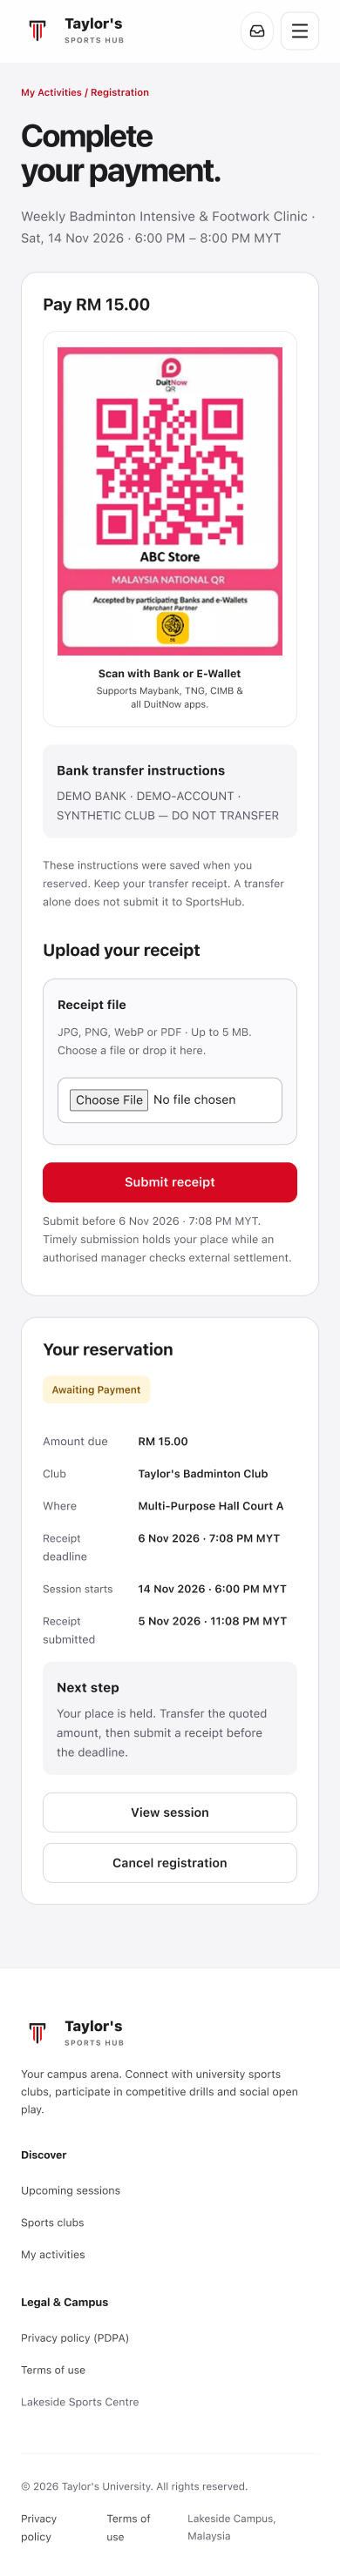 Taylor's
SPORTS HUB
My Activities / Registration
Complete
your payment.
Weekly Badminton Intensive & Footwork Clinic ·
Sat, 14 Nov 2026 · 6:00 PM – 8:00 PM MYT
Pay RM 15.00
DuitNow
QR
ABC Store
MALAYSIA NATIONAL QR
Accepted by participating Banks and e-Wallets
Merchant Partner
Scan with Bank or E-Wallet
Supports Maybank, TNG, CIMB &
all DuitNow apps.
Bank transfer instructions
DEMO BANK · DEMO-ACCOUNT ·
SYNTHETIC CLUB — DO NOT TRANSFER
These instructions were saved when you
reserved. Keep your transfer receipt. A transfer
alone does not submit it to SportsHub.
Upload your receipt
Receipt file
JPG, PNG, WebP or PDF · Up to 5 MB.
Choose a file or drop it here.
Choose File No file chosen
Submit receipt
Submit before 6 Nov 2026 · 7:08 PM MYT.
Timely submission holds your place while an
authorised manager checks external settlement.
Your reservation
Awaiting Payment
Amount due RM 15.00
Club Taylor's Badminton Club
Where Multi-Purpose Hall Court A
Receipt deadline 6 Nov 2026 · 7:08 PM MYT
Session starts 14 Nov 2026 · 6:00 PM MYT
Receipt submitted 5 Nov 2026 · 11:08 PM MYT
Next step
Your place is held. Transfer the quoted
amount, then submit a receipt before
the deadline.
View session
Cancel registration
Taylor's
SPORTS HUB
Your campus arena. Connect with university sports
clubs, participate in competitive drills and social open
play.
Discover
Upcoming sessions
Sports clubs
My activities
Legal & Campus
Privacy policy (PDPA)
Terms of use
Lakeside Sports Centre
© 2026 Taylor's University. All rights reserved.
Privacy policy
Terms of use
Lakeside Campus, Malaysia